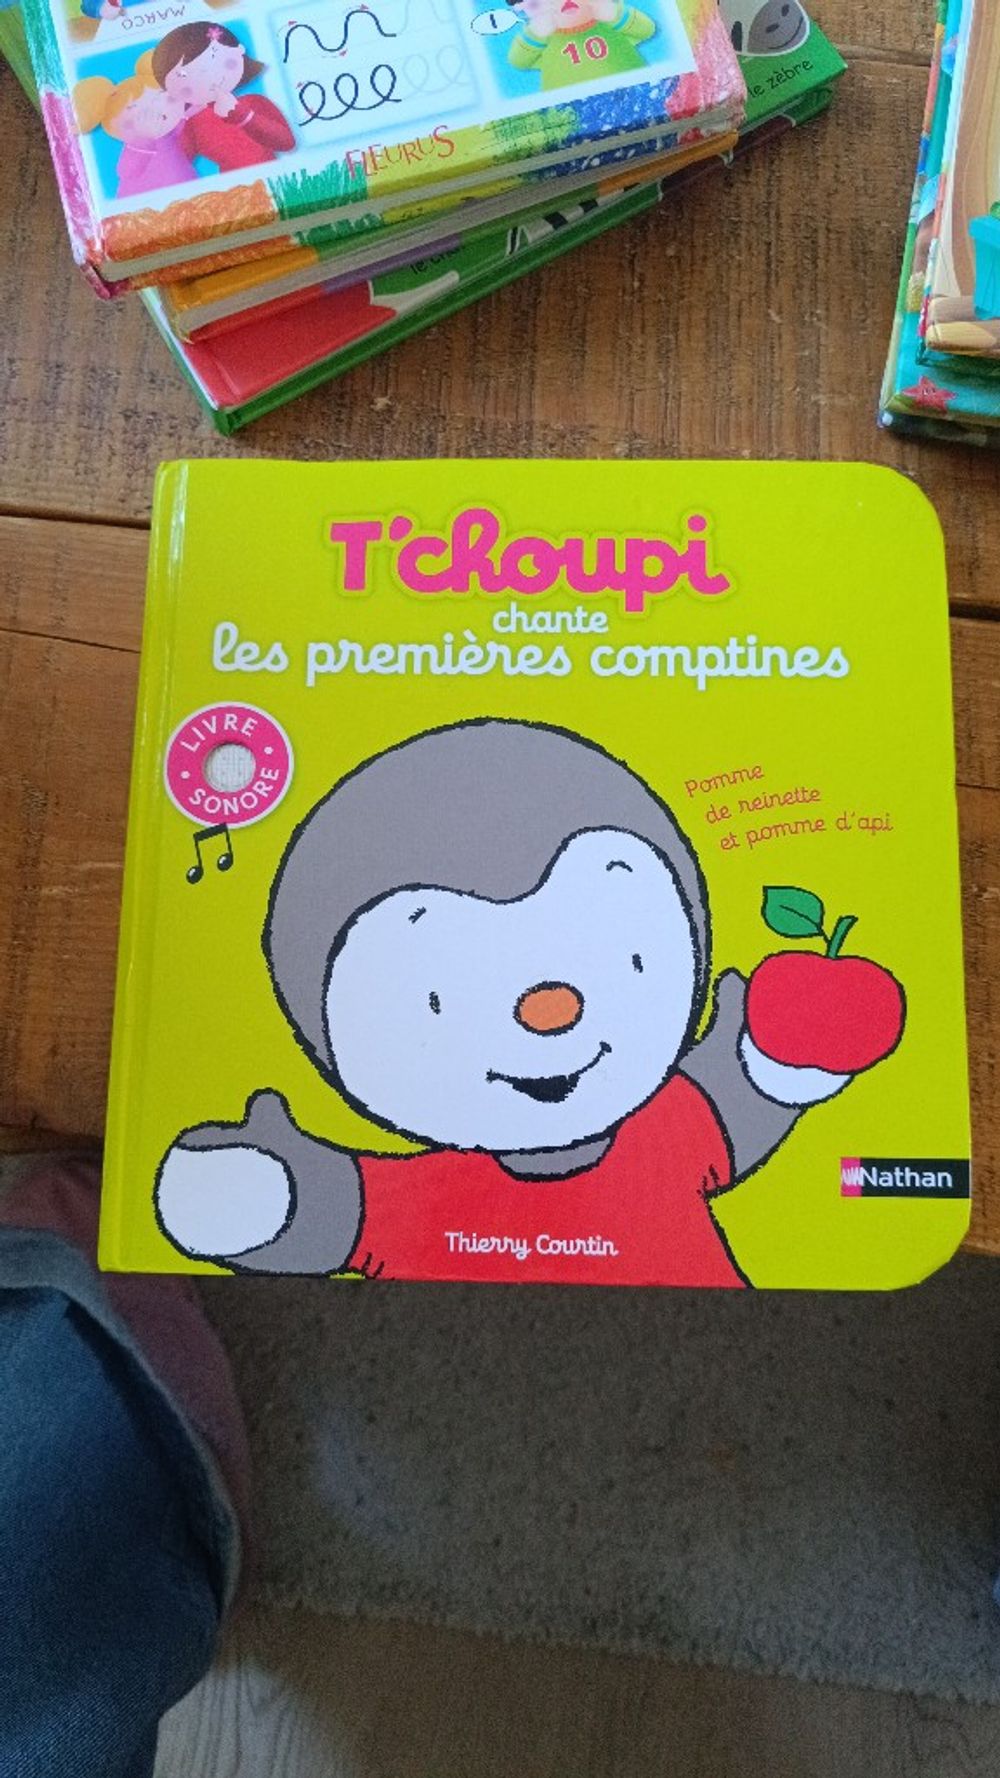 MARCO
1
10
FLEURUS
le zèbre
T'choupi
chante
les premières comptines
LIVRE
SONORE
pomme
de reinette
et pomme d'api
Nathan
Thierry Courtin